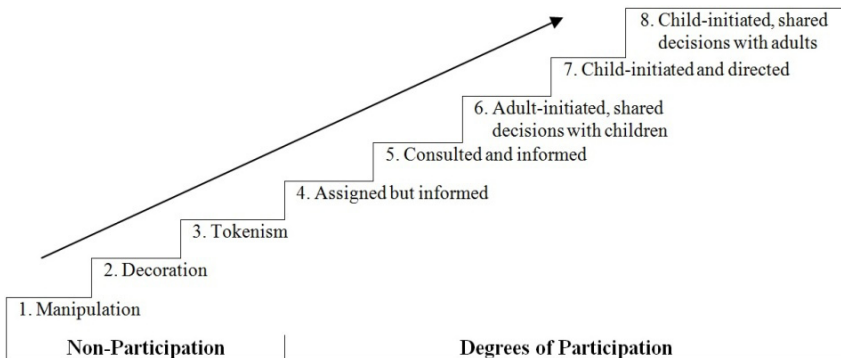 8. Child-initiated, shared
decisions with adults
7. Child-initiated and directed
6. Adult-initiated, shared
decisions with children
5. Consulted and informed
4. Assigned but informed
3. Tokenism
2. Decoration
1. Manipulation
Non-Participation
Degrees of Participation